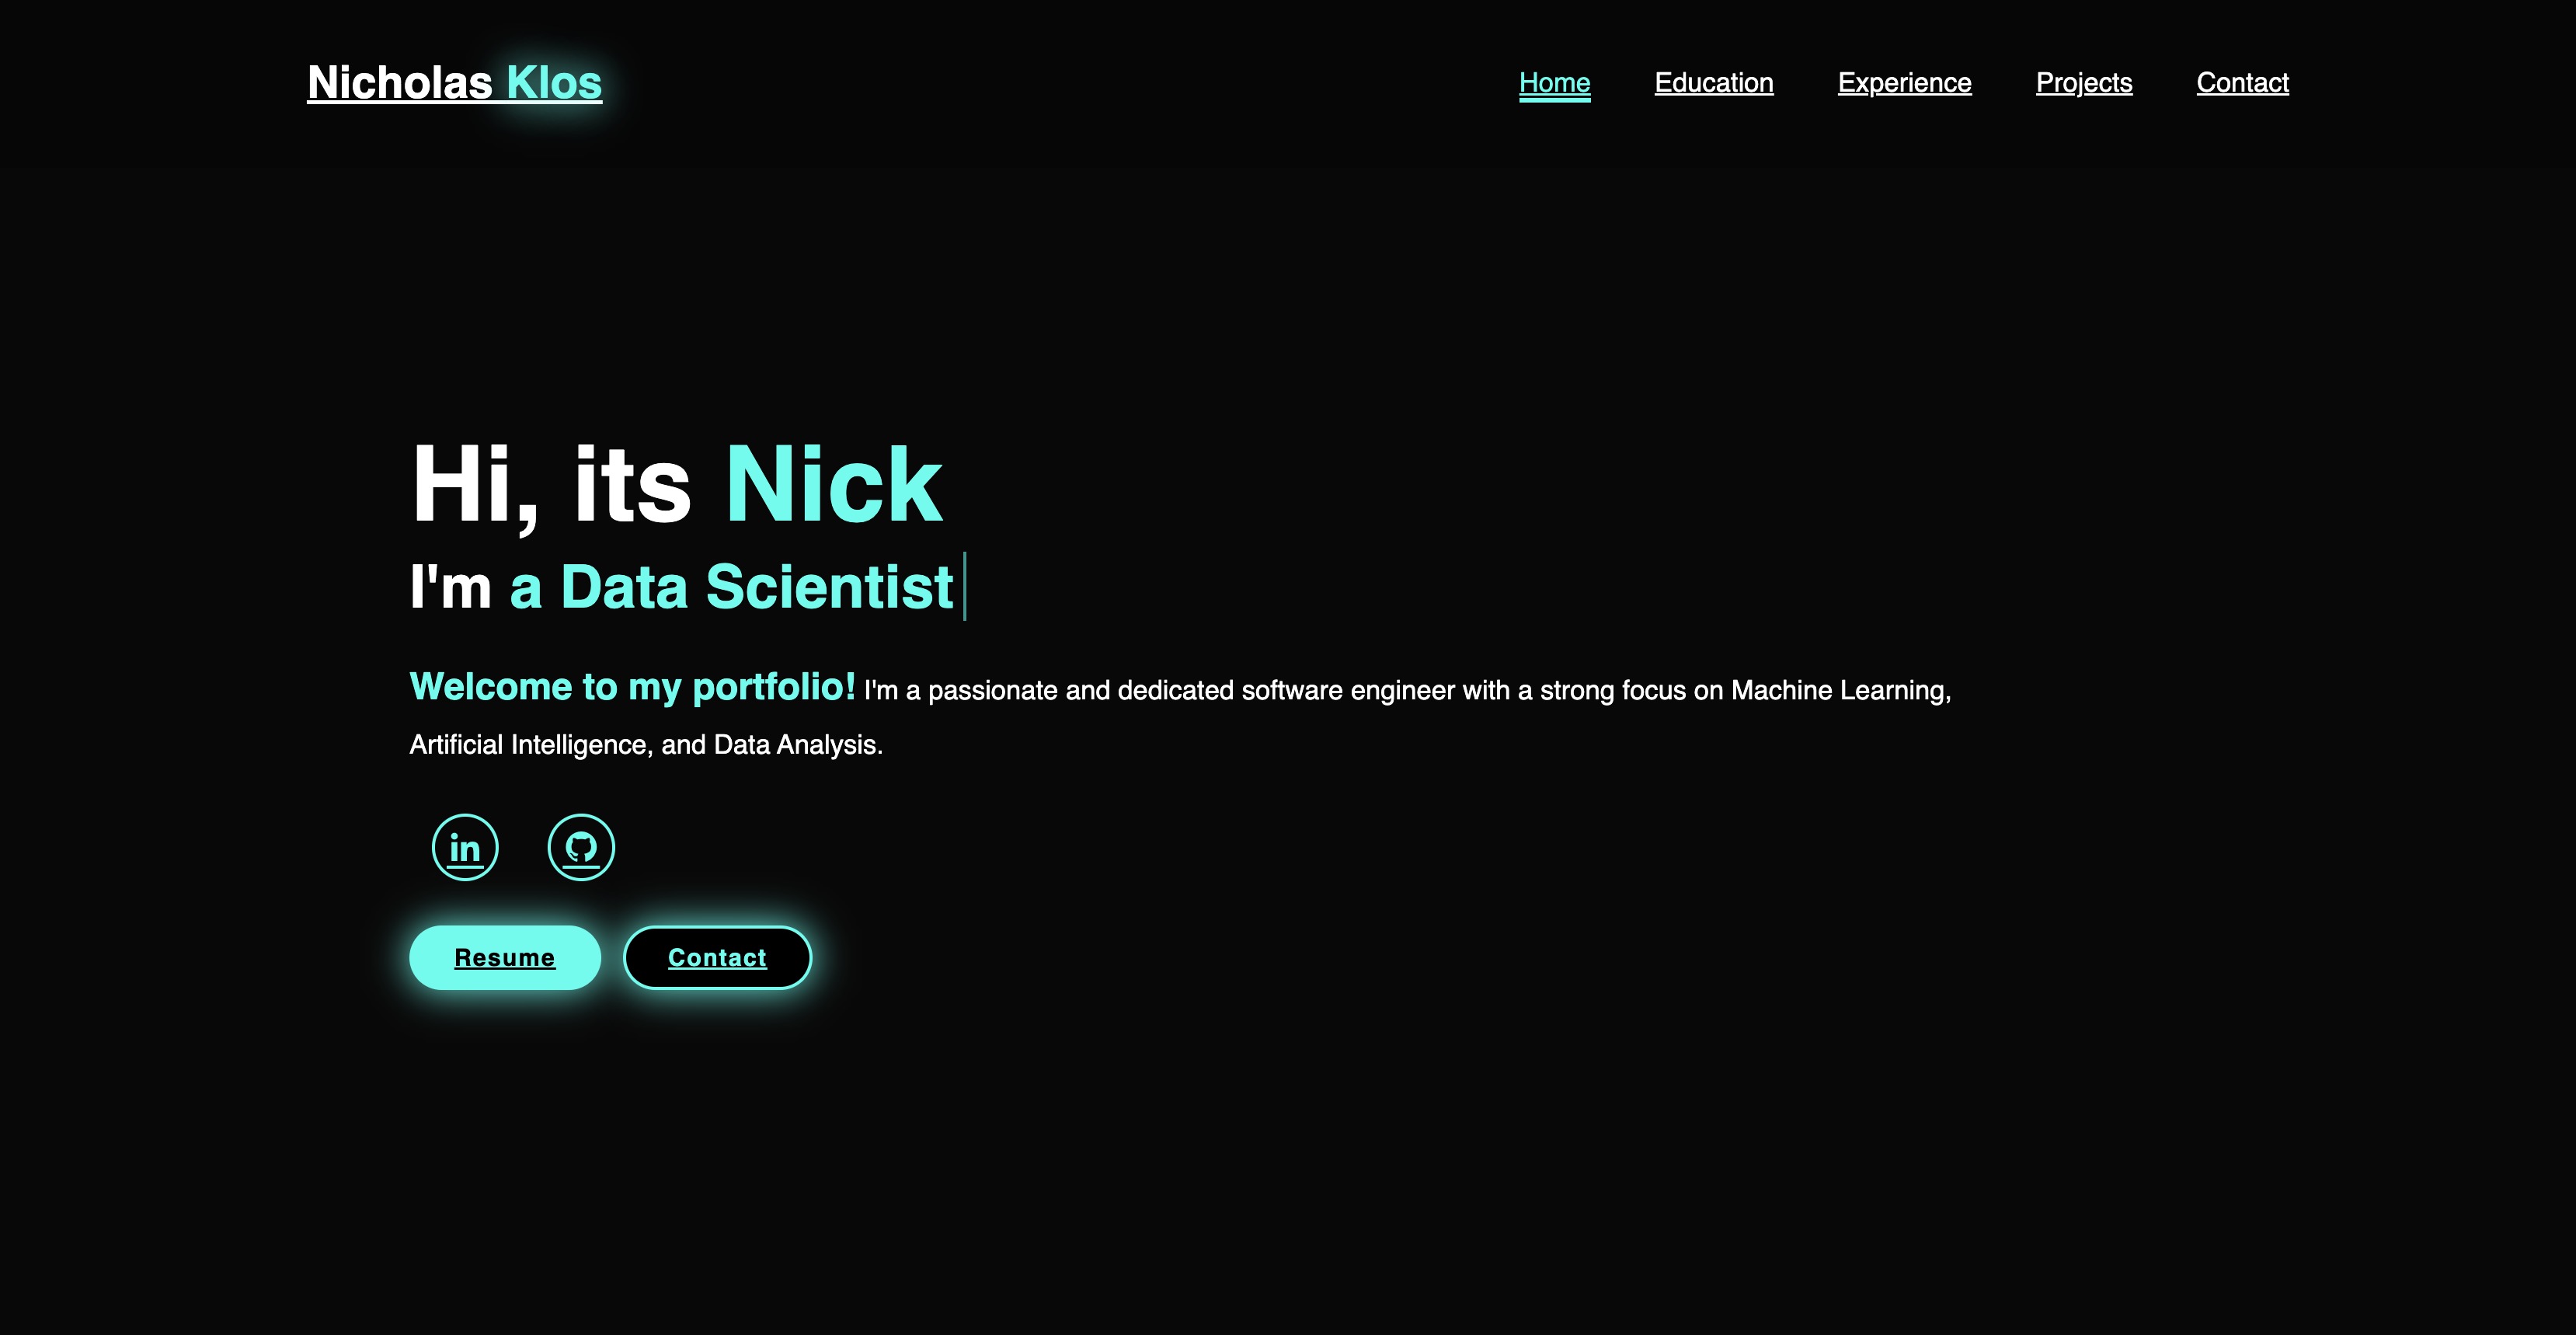 Nicholas Klos
Home Education Experience Projects Contact
Hi, its Nick
I'm a Data Scientist
Welcome to my portfolio! I'm a passionate and dedicated software engineer with a strong focus on Machine Learning,
Artificial Intelligence, and Data Analysis.
in
Resume Contact